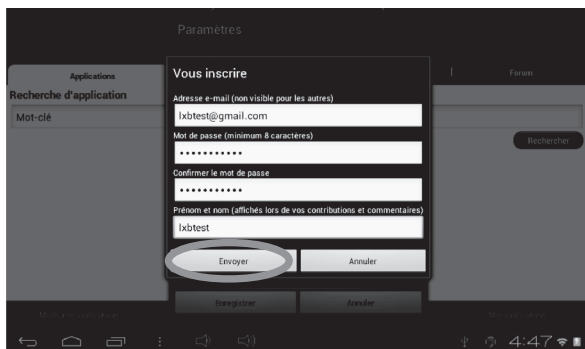 Paramètres
Applications
Forum
Recherche d'application
Mot-clé
Rechercher
Vous inscrire
Adresse e-mail (non visible pour les autres)
lxbtest@gmail.com
Mot de passe (minimum 8 caractères)
•••••••••••
Confirmer le mot de passe
•••••••••••
Prénom et nom (affichés lors de vos contributions et commentaires)
lxbtest
Envoyer
Annuler
Enregistrer
Annuler
4:47